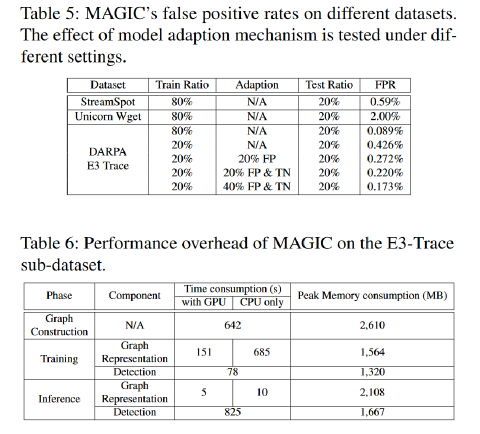 Table 5: MAGIC's false positive rates on different datasets.
The effect of model adaption mechanism is tested under dif-
ferent settings.
Dataset Train Ratio Adaption Test Ratio FPR
StreamSpot 80% N/A 20% 0.59%
Unicorn Wget 80% N/A 20% 2.00%
DARPA
E3 Trace
80% N/A 20% 0.089%
20% N/A 20% 0.426%
20% 20% FP 20% 0.272%
20% 20% FP & TN 20% 0.220%
20% 40% FP & TN 20% 0.173%
Table 6: Performance overhead of MAGIC on the E3-Trace
sub-dataset.
Phase Component Time consumption (s) Peak Memory consumption (MB)
with GPU CPU only
Graph
Construction N/A 642 2,610
Training Graph
Representation 151 685 1,564
Detection 78 1,320
Inference Graph
Representation 5 10 2,108
Detection 825 1,667